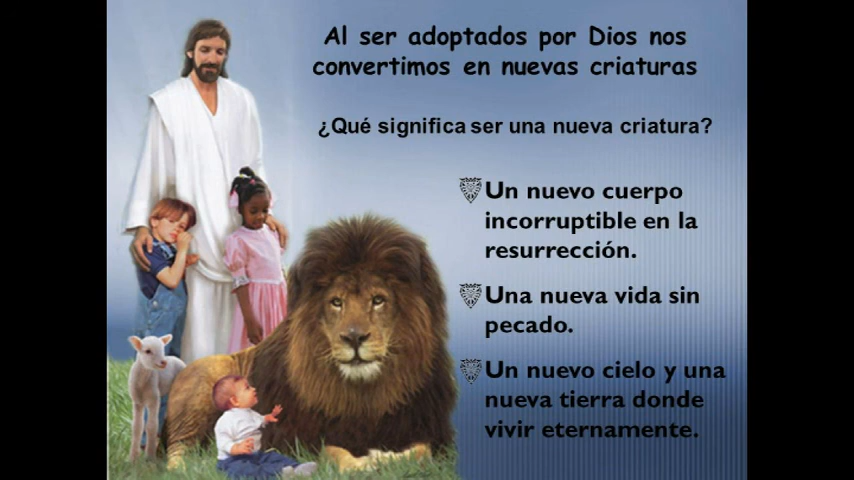 Al ser adoptados por Dios nos
convertimos en nuevas criaturas
¿Qué significa ser una nueva criatura?
Un nuevo cuerpo
incorruptible en la
resurrección.
Una nueva vida sin
pecado.
Un nuevo cielo y una
nueva tierra donde
vivir eternamente.